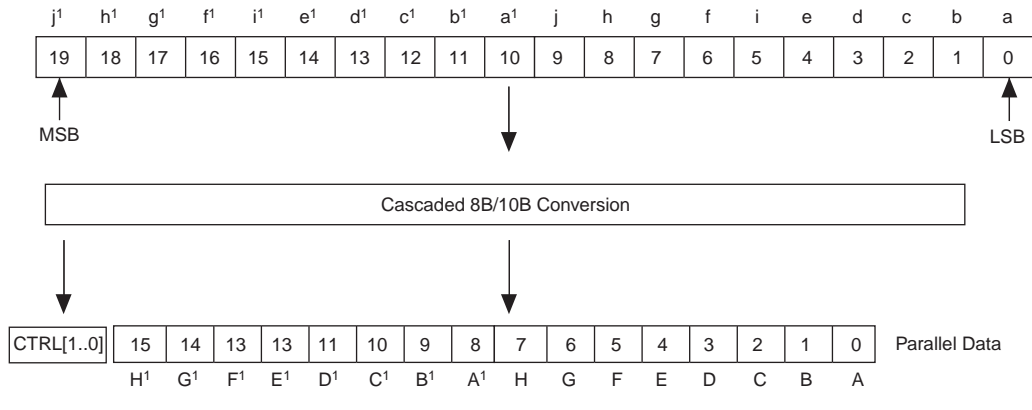 j¹ h¹ g¹ f¹ i¹ e¹ d¹ c¹ b¹ a¹ j h g f i e d c b a
19 18 17 16 15 14 13 12 11 10 9 8 7 6 5 4 3 2 1 0
MSB LSB
Cascaded 8B/10B Conversion
CTRL[1..0] 15 14 13 13 11 10 9 8 7 6 5 4 3 2 1 0 Parallel Data
H¹ G¹ F¹ E¹ D¹ C¹ B¹ A¹ H G F E D C B A